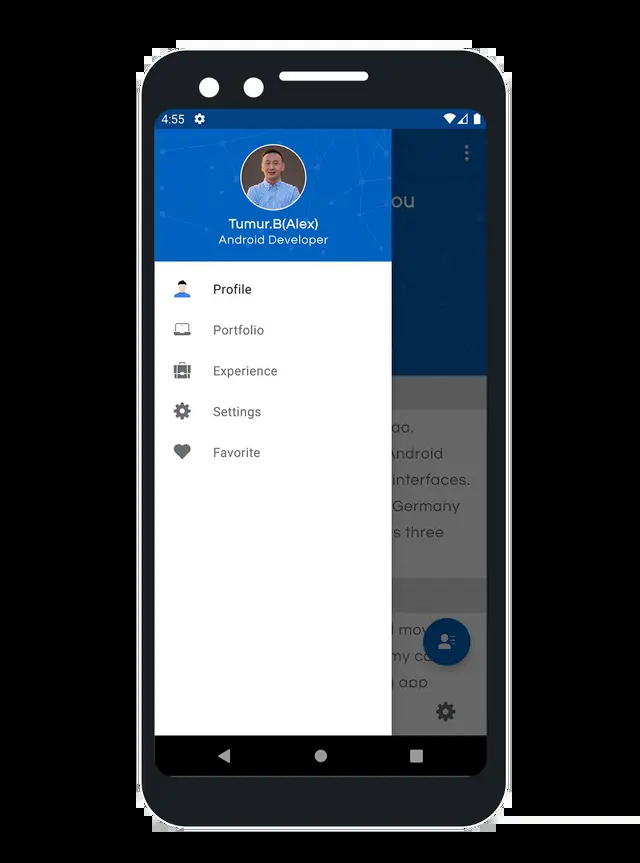 4:55
ou
Tumur.B(Alex)
Android Developer
Profile
Portfolio
Experience
Settings
Favorite
aa.
Android
interfaces.
Germany
s three
mov
my co
app